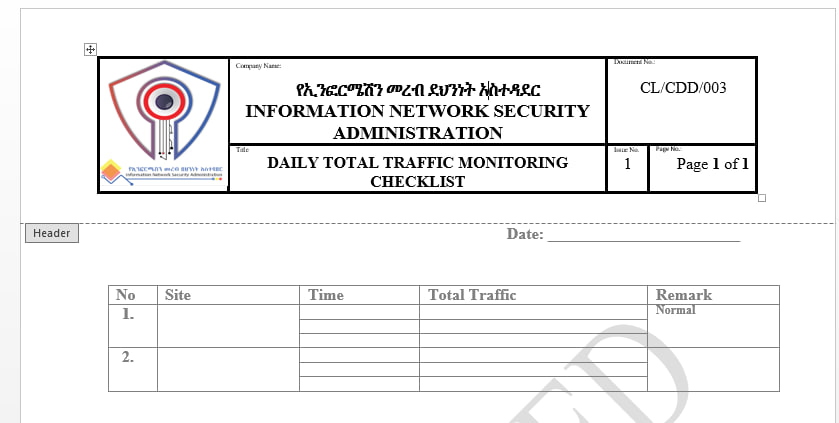 Company Name:
Document No.:
የኢንፎርሜሽን መረብ ደህንነት አስተዳደር
INFORMATION NETWORK SECURITY
ADMINISTRATION
CL/CDD/003
የኢንፎርሜሽን መረብ ደህንነት አስተዳደር
Information Network Security Administration
Title
DAILY TOTAL TRAFFIC MONITORING
CHECKLIST
Issue No.
1
Page No.:
Page 1 of 1
Header
Date: ________________________
No Site Time Total Traffic Remark
1. Normal
2.